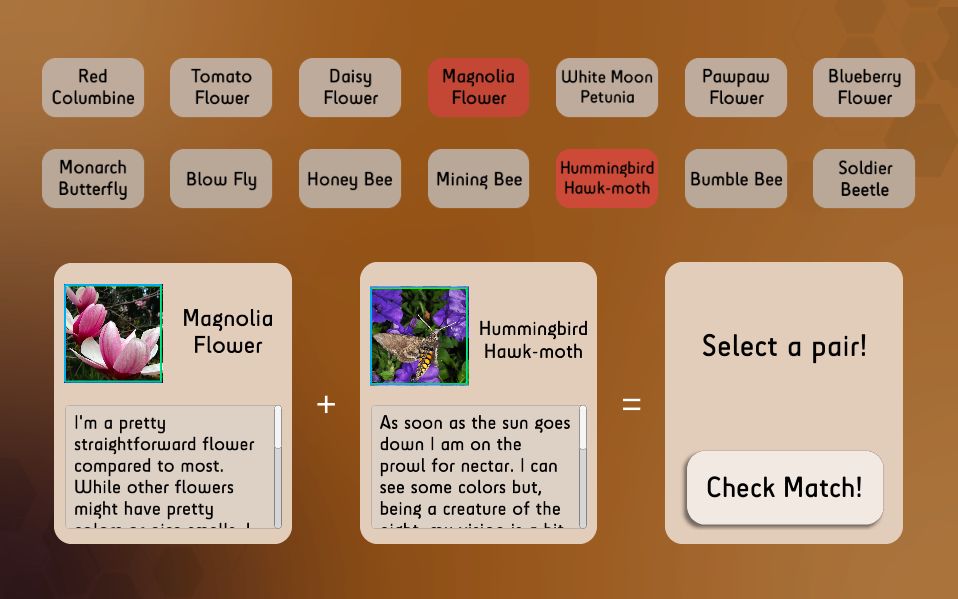 Red
Columbine
Tomato
Flower
Daisy
Flower
Magnolia
Flower
White Moon
Petunia
Pawpaw
Flower
Blueberry
Flower
Monarch
Butterfly
Blow Fly
Honey Bee
Mining Bee
Hummingbird
Hawk-moth
Bumble Bee
Soldier
Beetle
Magnolia
Flower
I'm a pretty
straightforward flower
compared to most.
While other flowers
might have pretty
+
Hummingbird
Hawk-moth
As soon as the sun goes
down I am on the
prowl for nectar. I can
see some colors but,
being a creature of the
=
Select a pair!
Check Match!